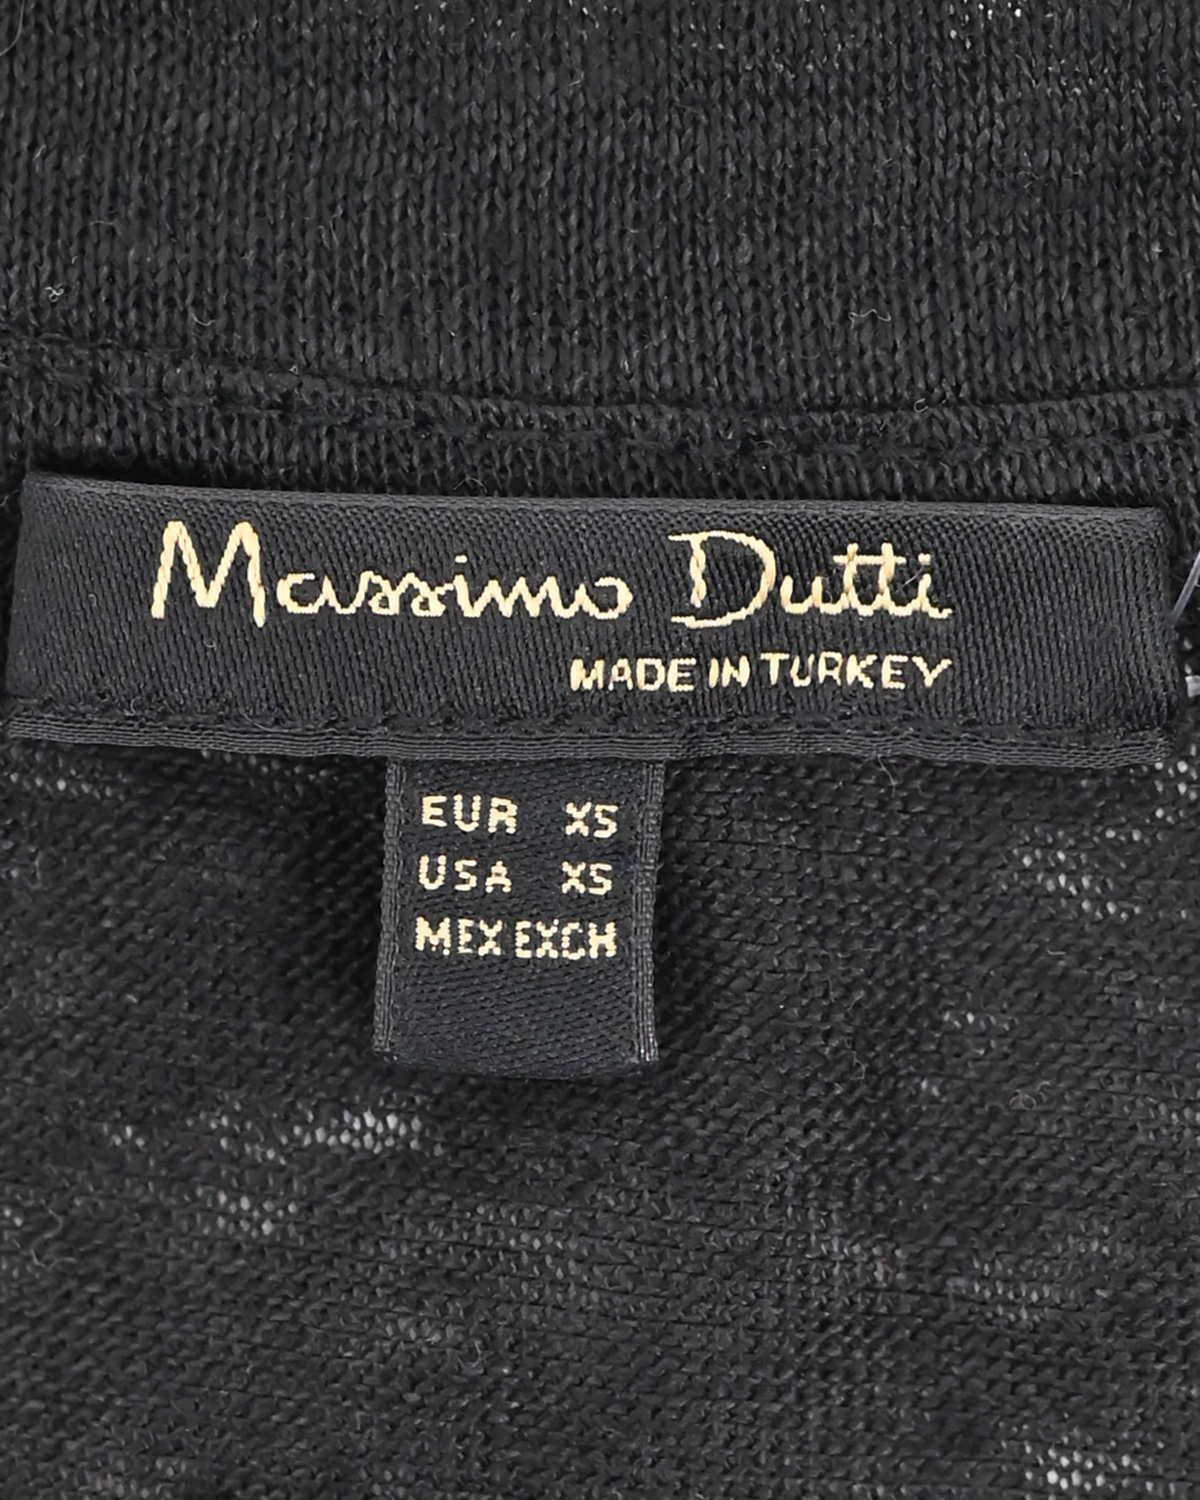 Massimo Dutti
MADE IN TURKEY
EUR XS
USA XS
MEX EXCH